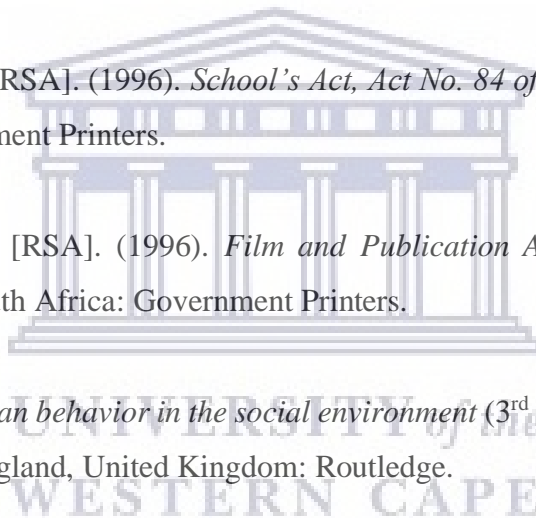 [RSA]. (1996). School's Act, Act No. 84 of
ment Printers.
[RSA]. (1996). Film and Publication A
th Africa: Government Printers.
an behavior in the social environment (3rd
gland, United Kingdom: Routledge.
UNIVERSITY of the
WESTERN CAPE